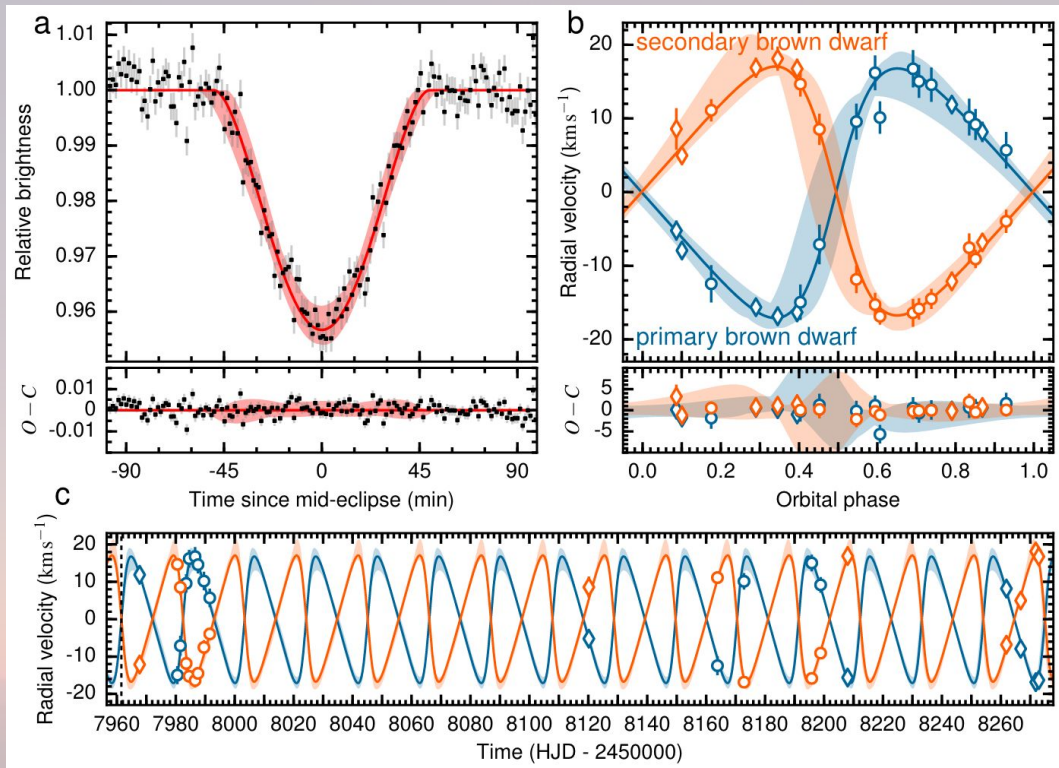 a
1.01
1.00
0.99
0.98
0.97
0.96
Relative brightness
0.01
0
-0.01
O − C
-90 -45 0 45 90
Time since mid-eclipse (min)
b
secondary brown dwarf
20
10
0
-10
-20
Radial velocity (kms⁻¹)
primary brown dwarf
5
0
-5
O − C
0.0 0.2 0.4 0.6 0.8 1.0
Orbital phase
c
20
10
0
-10
-20
Radial velocity (kms⁻¹)
7960 7980 8000 8020 8040 8060 8080 8100 8120 8140 8160 8180 8200 8220 8240 8260
Time (HJD - 2450000)